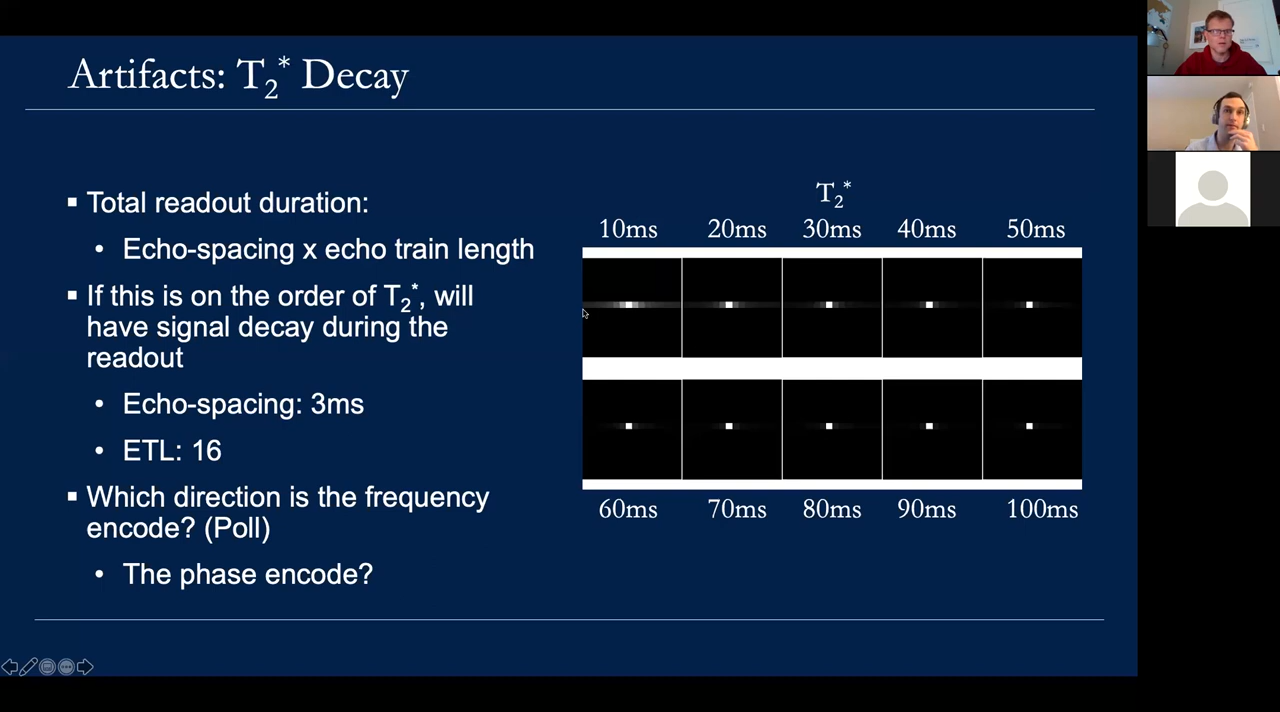 Artifacts: T₂* Decay
▪ Total readout duration:
• Echo-spacing x echo train length
▪ If this is on the order of T₂*, will
have signal decay during the
readout
• Echo-spacing: 3ms
• ETL: 16
▪ Which direction is the frequency
encode? (Poll)
• The phase encode?
T₂*
10ms 20ms 30ms 40ms 50ms
60ms 70ms 80ms 90ms 100ms